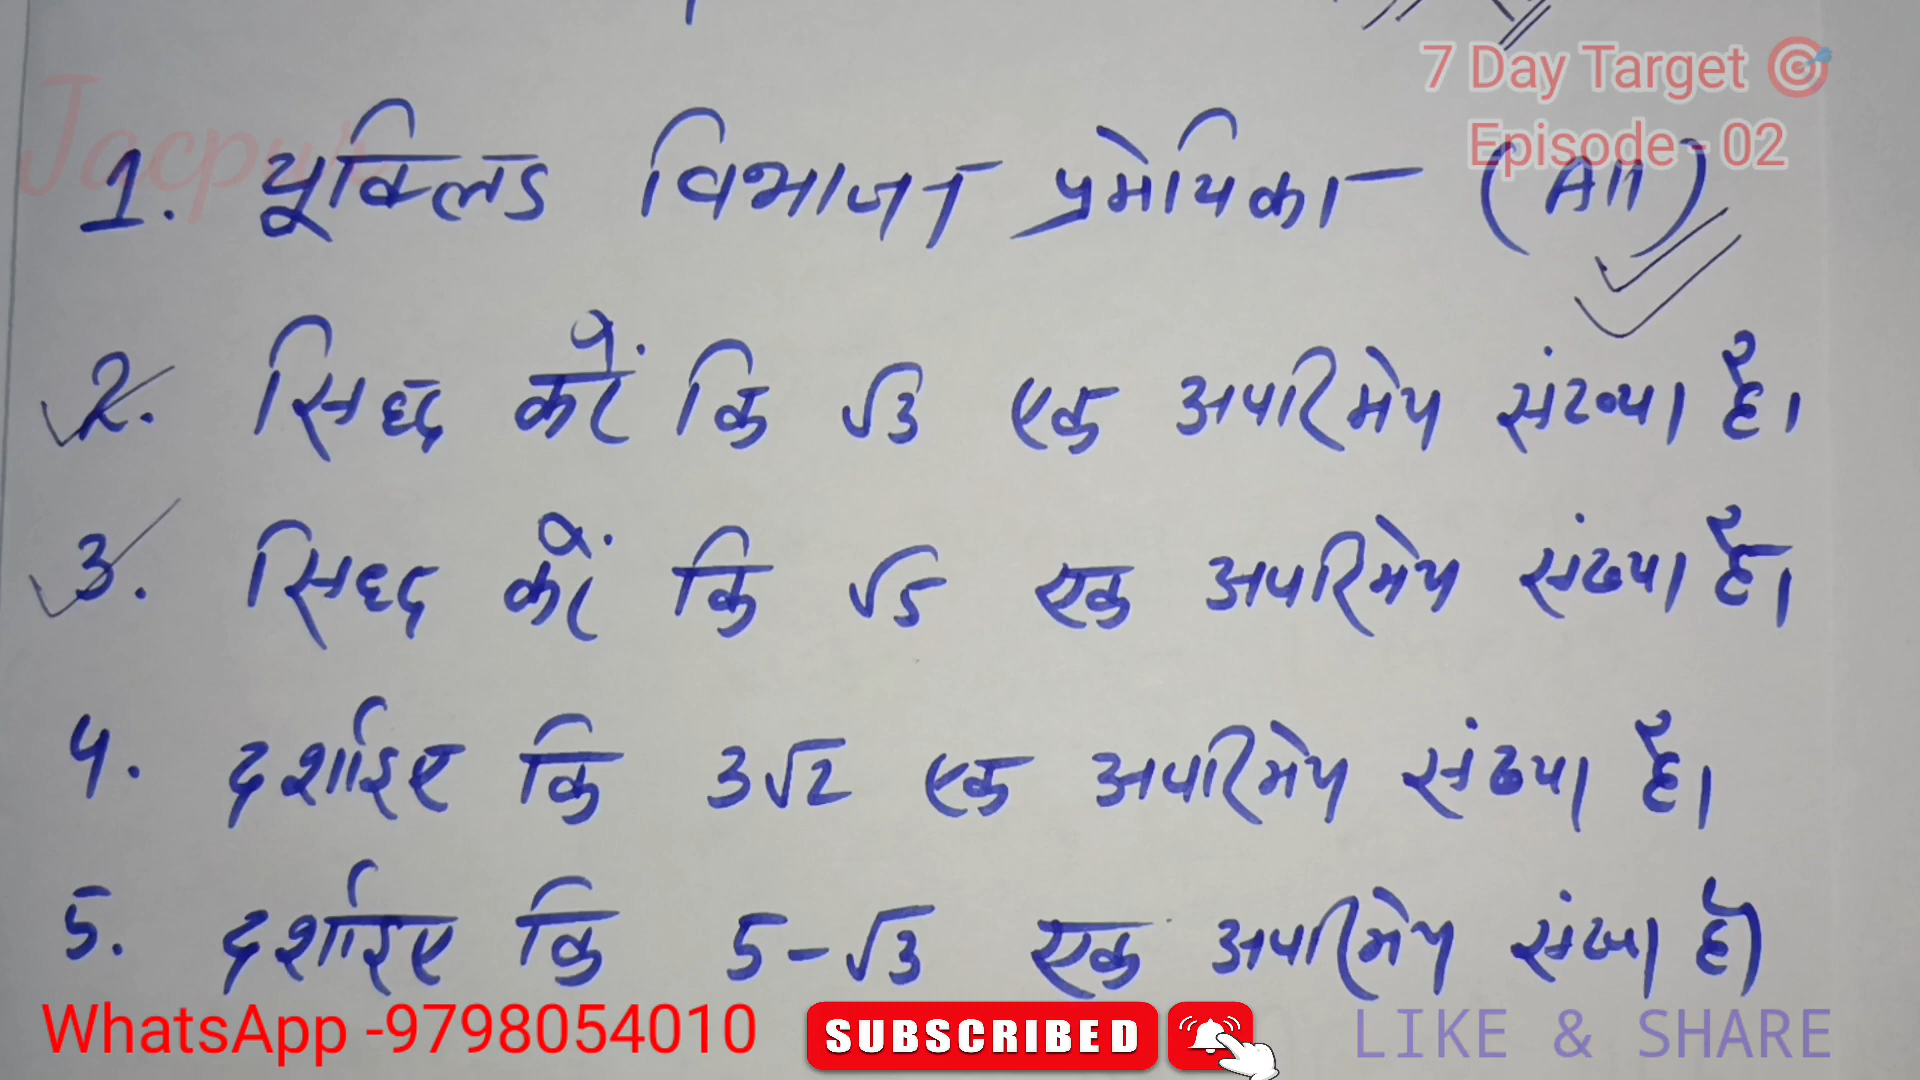 7 Day Target 🎯
Episode - 02
1. यूक्लिड विभाजन प्रमेयिका (All)
2. सिद्ध करें कि √3 एक अपरिमेय संख्या है।
3. सिद्ध करें कि √5 एक अपरिमेय संख्या है।
4. दर्शाइए कि 3√2 एक अपरिमेय संख्या है।
5. दर्शाइए कि 5-√3 एक अपरिमेय संख्या है।
WhatsApp -9798054010
SUBSCRIBED
LIKE & SHARE